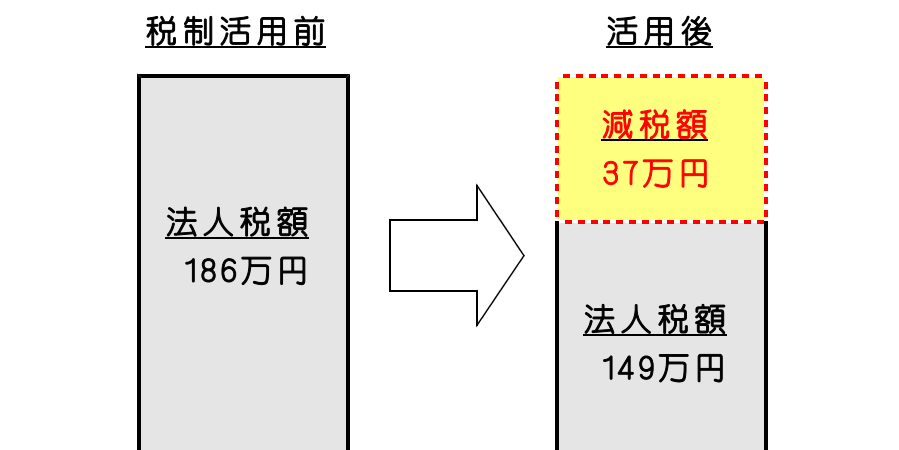 税制活用前
活用後
法人税額
186万円
減税額
37万円
法人税額
149万円